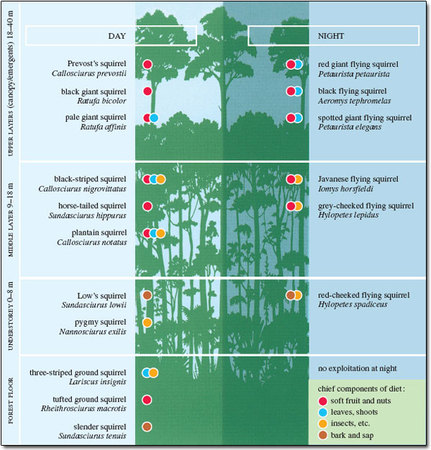 DAY
NIGHT
UPPER LAYERS (canopy/emergents) 18–40 m
Prevost's squirrel
Callosciurus prevostii
black giant squirrel
Ratufa bicolor
pale giant squirrel
Ratufa affinis
red giant flying squirrel
Petaurista petaurista
black flying squirrel
Aeromys tephromelas
spotted giant flying squirrel
Petaurista elegans
MIDDLE LAYER 9–18 m
black-striped squirrel
Callosciurus nigrovittatus
horse-tailed squirrel
Sundasciurus hippurus
plantain squirrel
Callosciurus notatus
Javanese flying squirrel
Iomys horsfieldi
grey-cheeked flying squirrel
Hylopetes lepidus
UNDERSTOREY 0–8 m
Low's squirrel
Sundasciurus lowii
pygmy squirrel
Nannosciurus exilis
red-cheeked flying squirrel
Hylopetes spadiceus
FOREST FLOOR
three-striped ground squirrel
Lariscus insignis
tufted ground squirrel
Rheithrosciurus macrotis
slender squirrel
Sundasciurus tenuis
no exploitation at night
chief components of diet:
soft fruit and nuts
leaves, shoots
insects, etc.
bark and sap